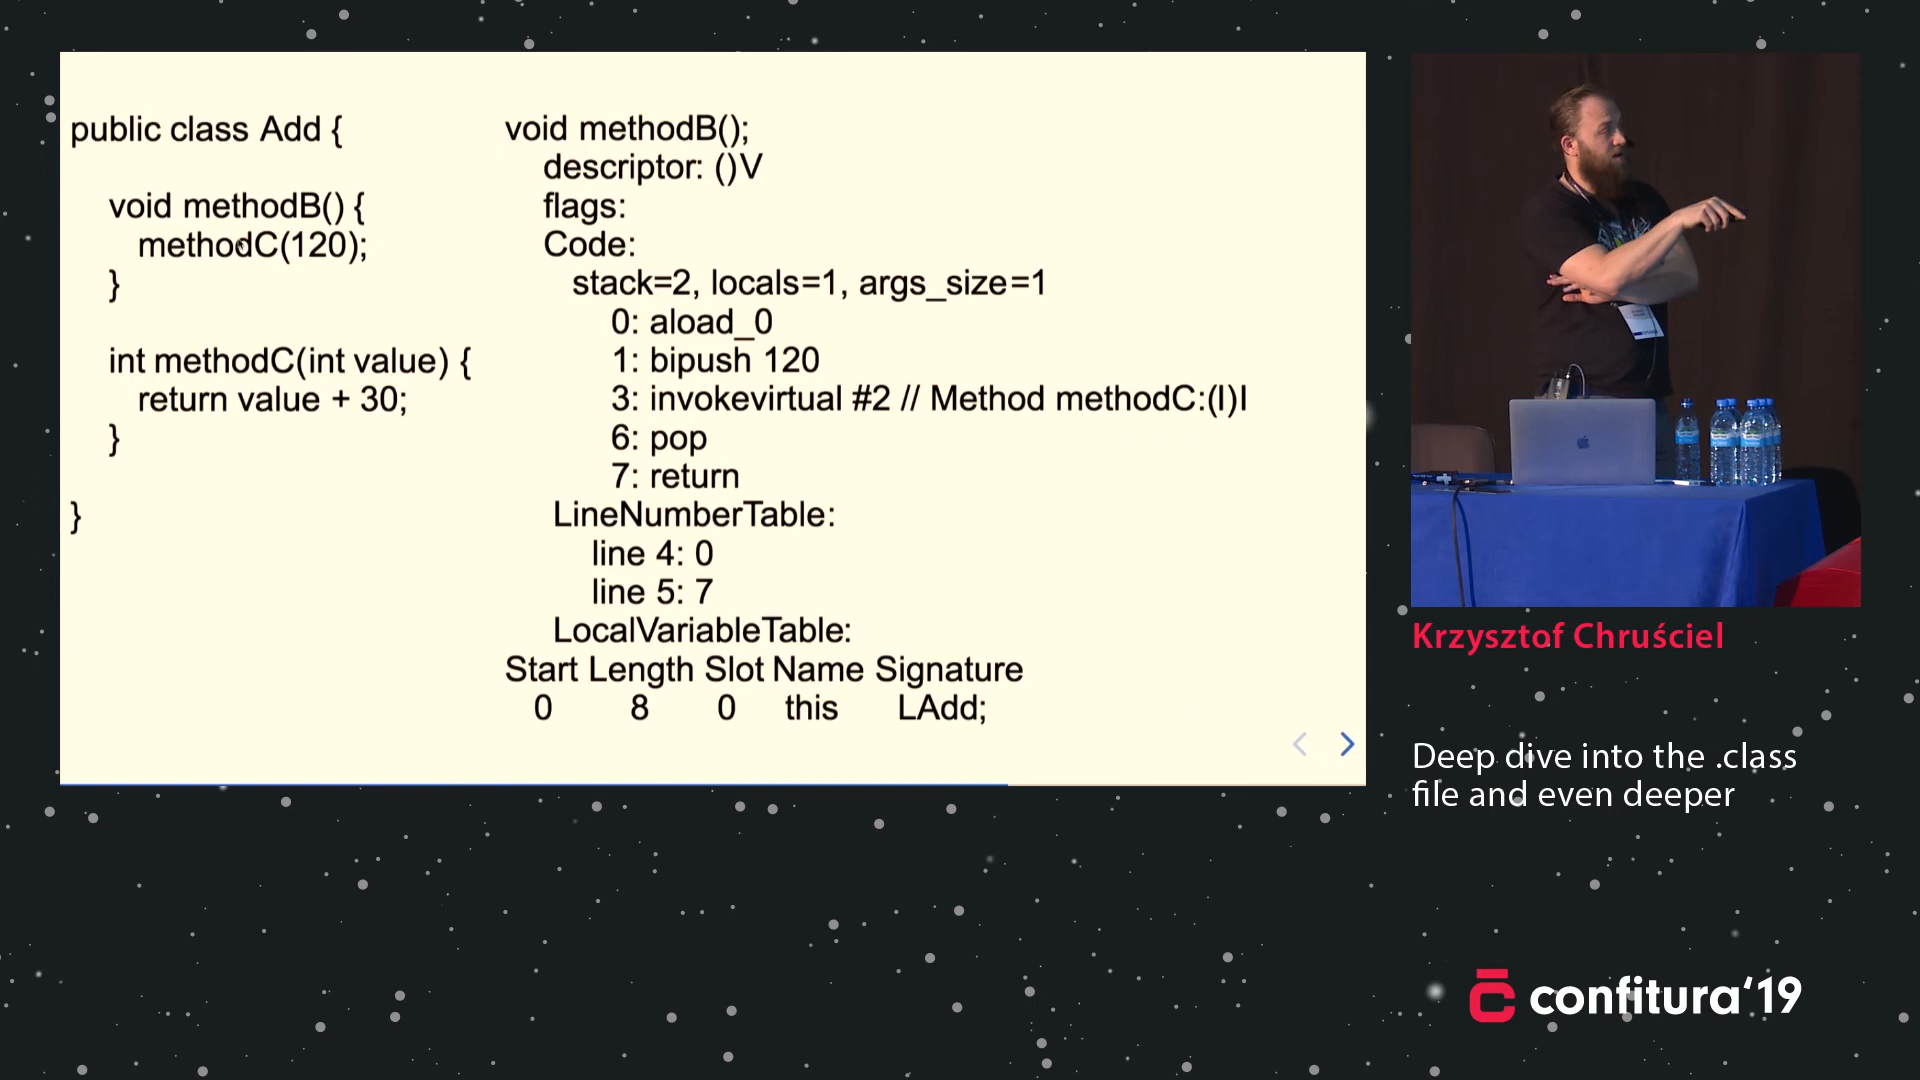 public class Add {
void methodB() {
methodC(120);
}
int methodC(int value) {
return value + 30;
}
}
void methodB();
descriptor: ()V
flags:
Code:
stack=2, locals=1, args_size=1
0: aload_0
1: bipush 120
3: invokevirtual #2 // Method methodC:(I)I
6: pop
7: return
LineNumberTable:
line 4: 0
line 5: 7
LocalVariableTable:
Start Length Slot Name Signature
0 8 0 this LAdd;
Krzysztof Chruściel
Deep dive into the .class
file and even deeper
confitura‘19